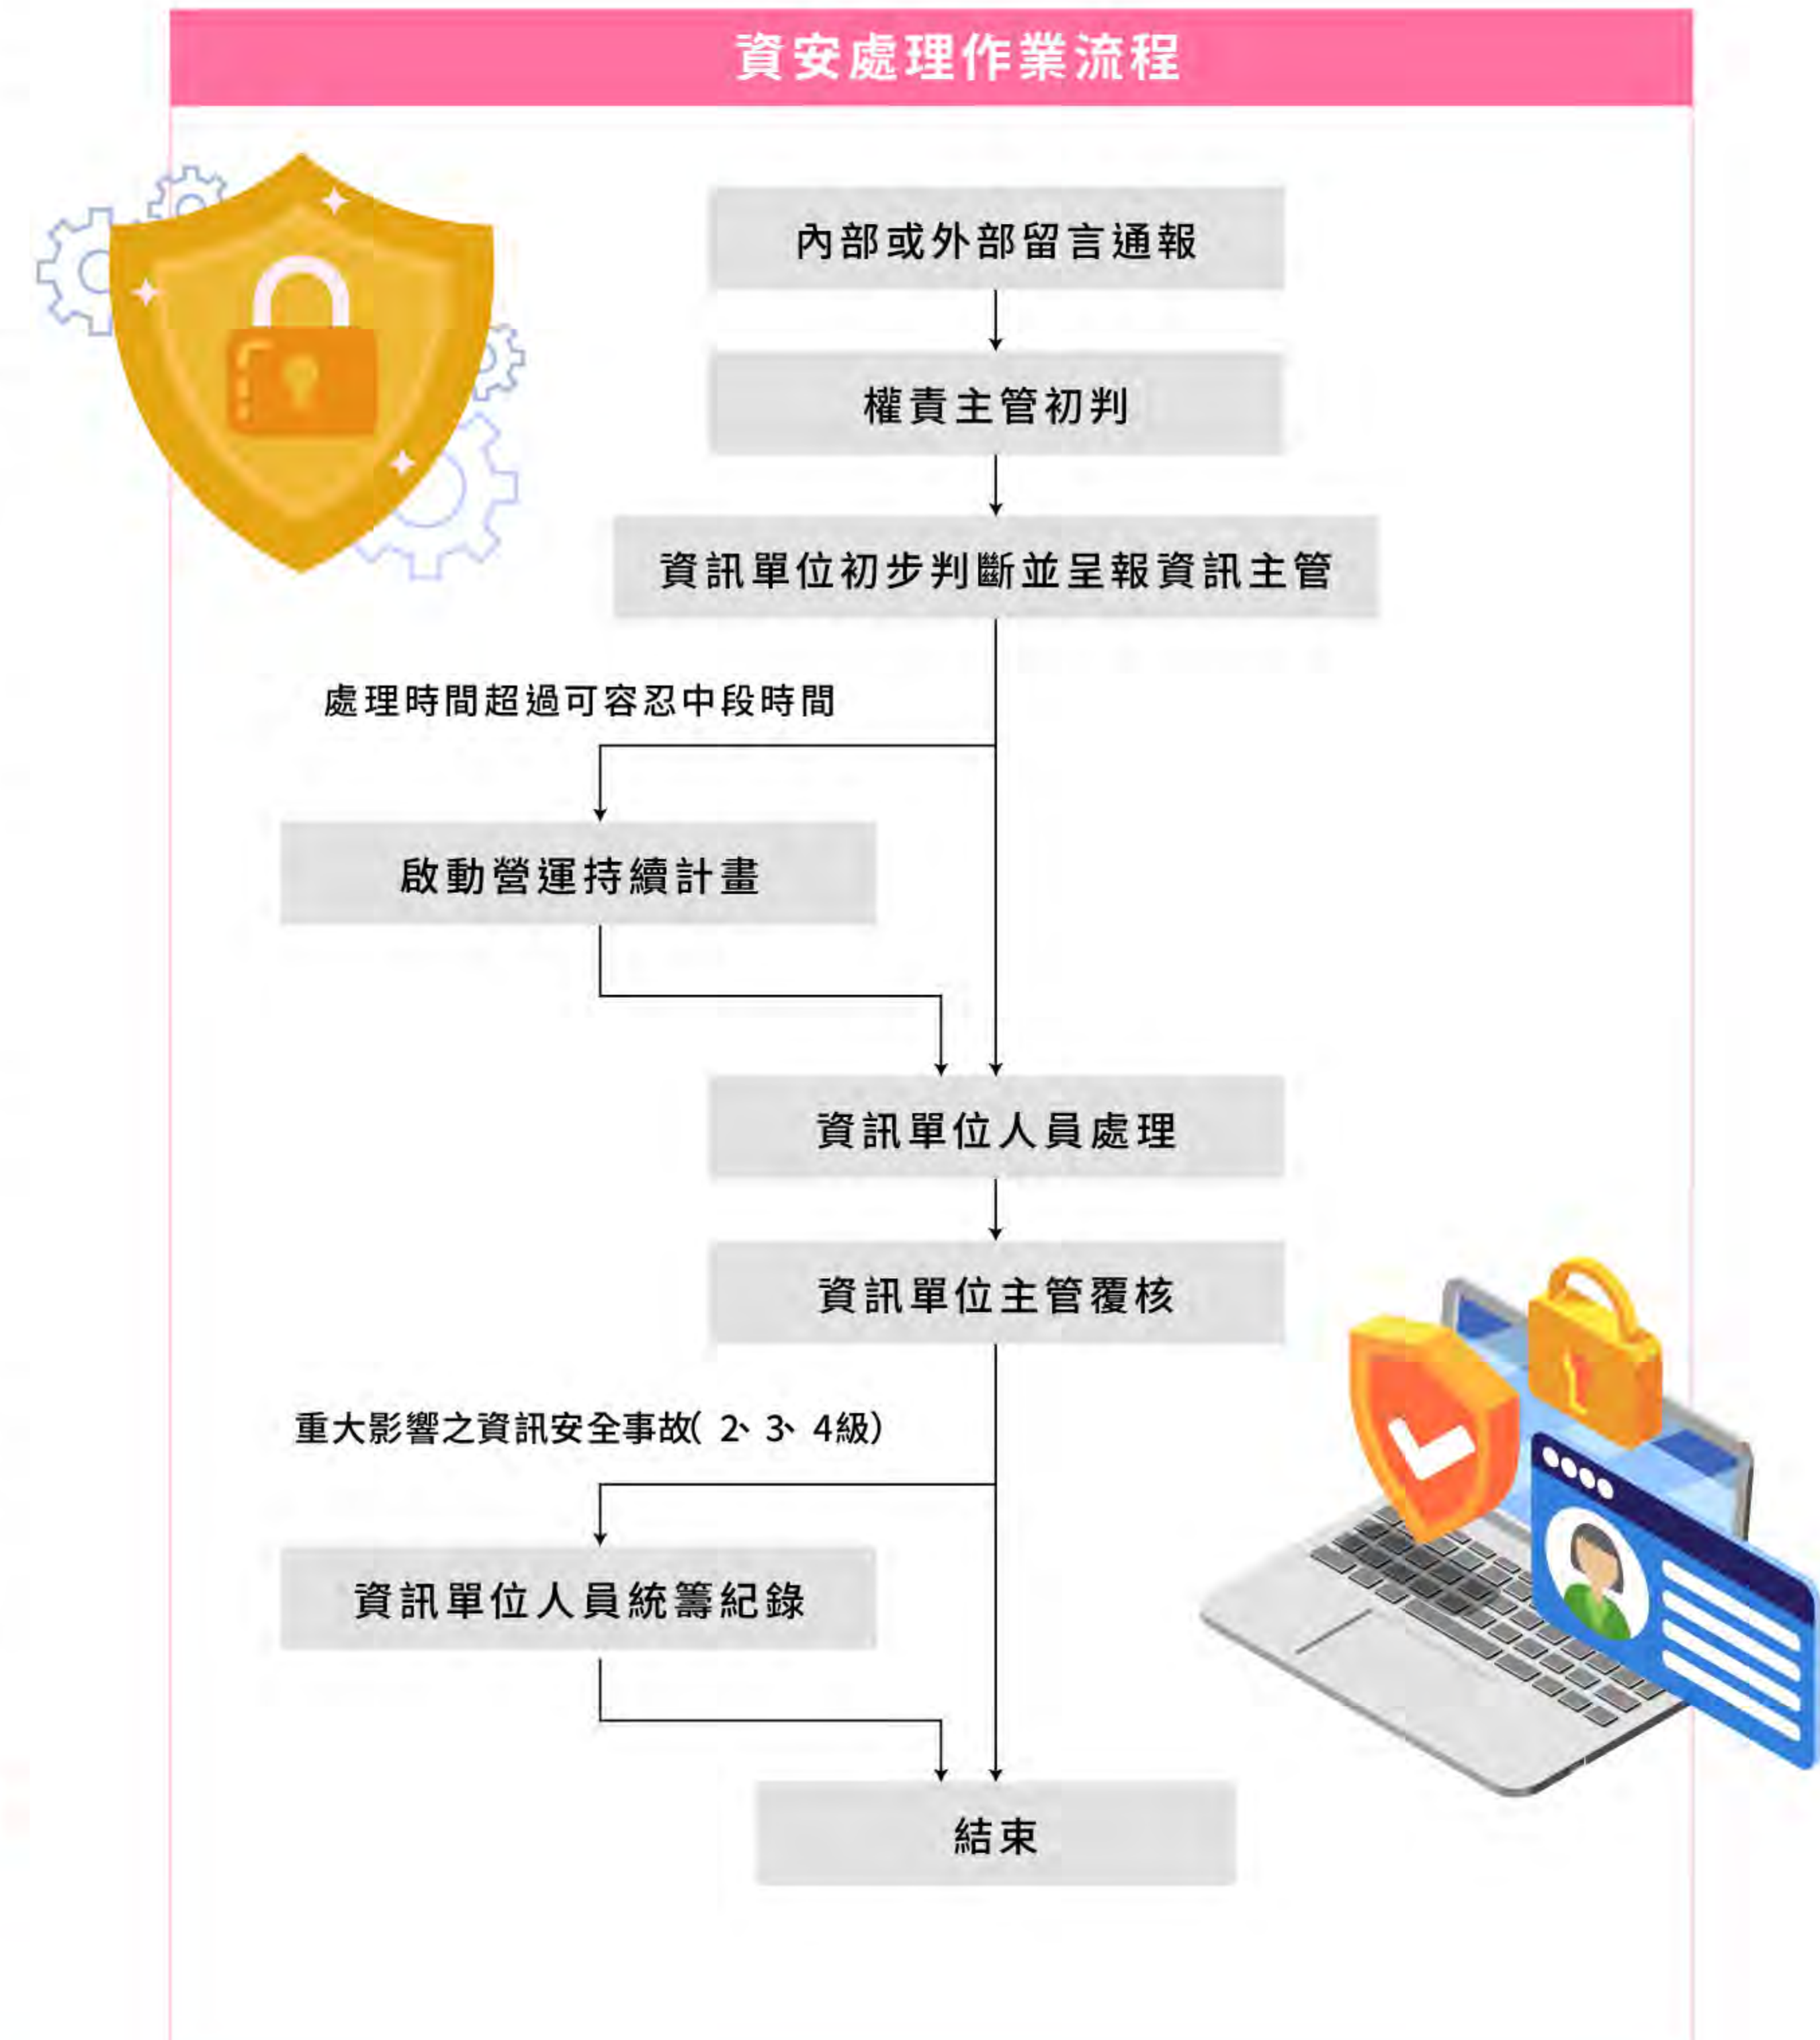 資安處理作業流程
內部或外部留言通報
權責主管初判
資訊單位初步判斷並呈報資訊主管
處理時間超過可容忍中段時間
啟動營運持續計畫
資訊單位人員處理
資訊單位主管覆核
重大影響之資訊安全事故( 2、3、4級)
資訊單位人員統籌紀錄
結束